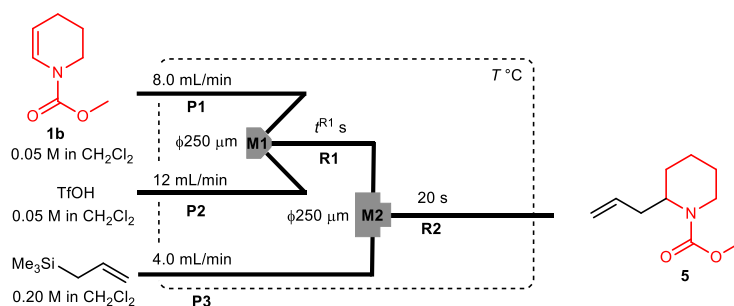 N
O
O
1b
0.05 M in CH2Cl2
8.0 mL/min
P1
T °C
ϕ250 μm
M1
tR1 s
R1
TfOH
0.05 M in CH2Cl2
12 mL/min
P2
ϕ250 μm
M2
20 s
R2
Me3Si
0.20 M in CH2Cl2
4.0 mL/min
P3
N
O
O
5